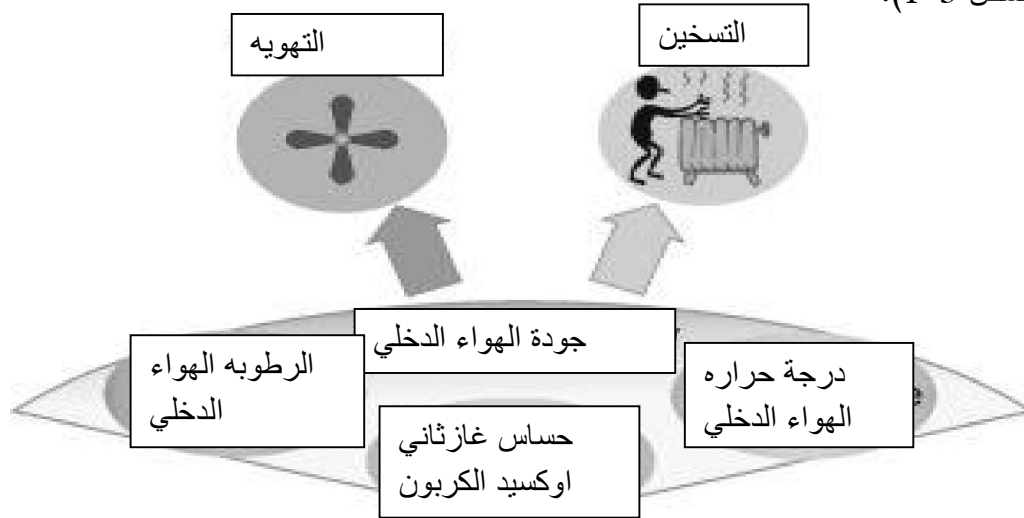 التهويه
التسخين
جودة الهواء الدخلي
الرطوبه الهواء
الدخلي
درجة حراره
الهواء الدخلي
حساس غازثاني
اوكسيد الكربون